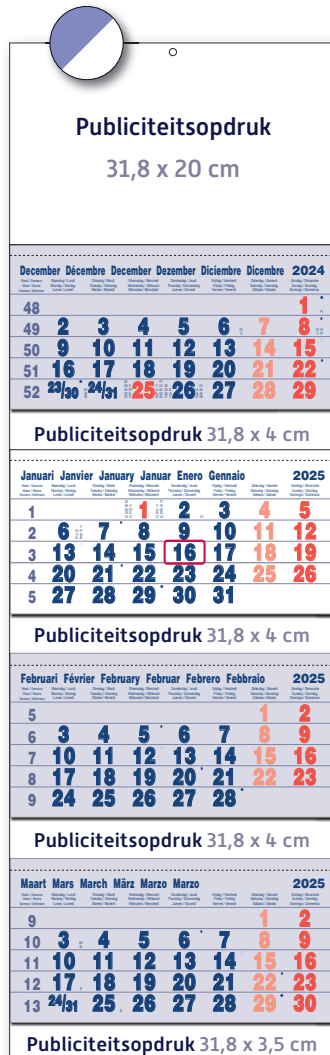 Publiciteitsopdruk
31,8 x 20 cm
December Décembre December Dezember Diciembre Dicembre 2024
48 1
49 2 3 4 5 6 7 8
50 9 10 11 12 13 14 15
51 16 17 18 19 20 21 22
52 23/30 24/31 25 26 27 28 29
Publiciteitsopdruk 31,8 x 4 cm
Januari Janvier January Januar Enero Gennaio 2025
1 1 2 3 4 5
2 6 7 8 9 10 11 12
3 13 14 15 16 17 18 19
4 20 21 22 23 24 25 26
5 27 28 29 30 31
Publiciteitsopdruk 31,8 x 4 cm
Februari Février February Februar Febrero Febbraio 2025
5 1 2
6 3 4 5 6 7 8 9
7 10 11 12 13 14 15 16
8 17 18 19 20 21 22 23
9 24 25 26 27 28
Publiciteitsopdruk 31,8 x 4 cm
Maart Mars March März Marzo Marzo 2025
9 1 2
10 3 4 5 6 7 8 9
11 10 11 12 13 14 15 16
12 17 18 19 20 21 22 23
13 24/31 25 26 27 28 29 30
Publiciteitsopdruk 31,8 x 3,5 cm